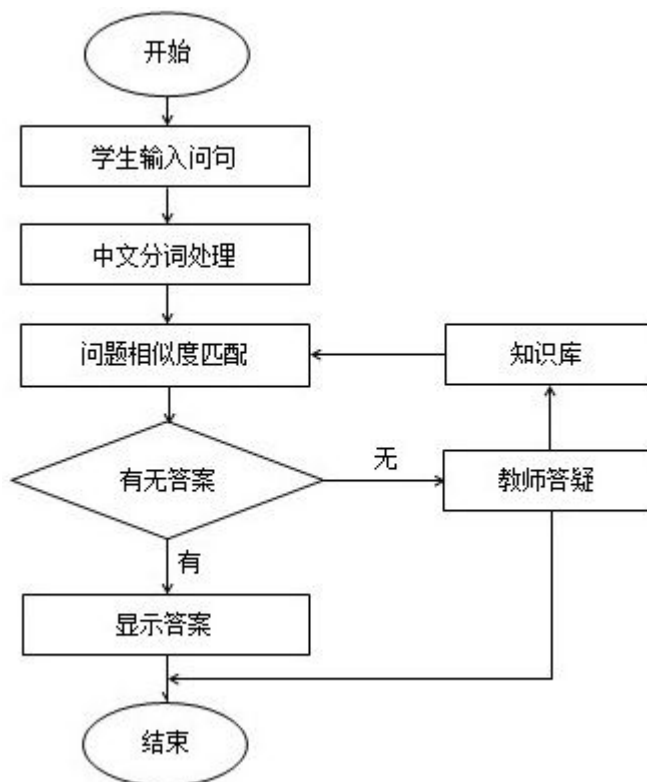 开始
学生输入问句
中文分词处理
问题相似度匹配
知识库
有无答案
无
教师答疑
有
显示答案
结束